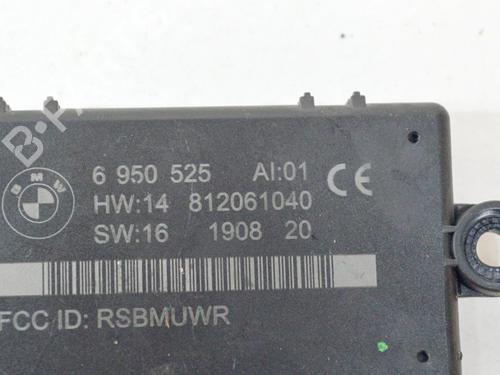 BMW
6 950 525 AI:01
HW:14 812061040
SW:16 1908 20
CE
FCC ID: RSBMUWR